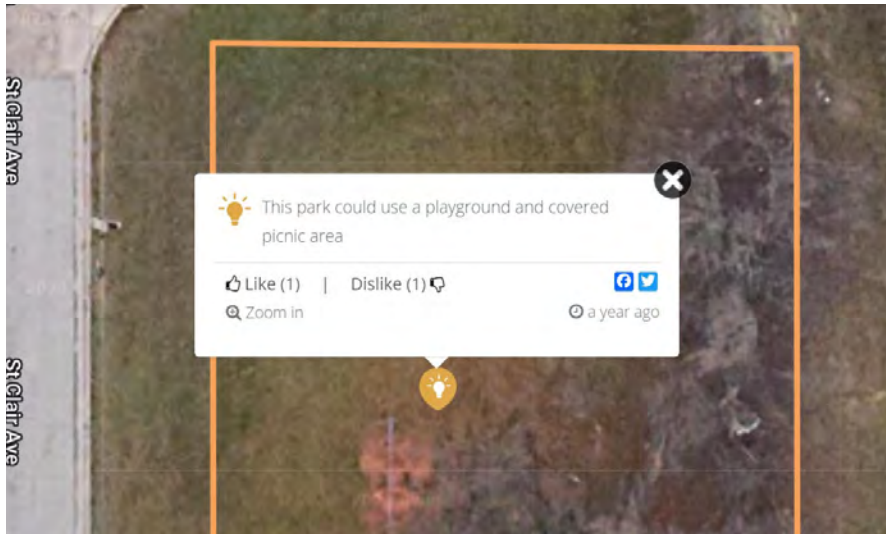 St Clair Ave
This park could use a playground and covered
picnic area
Like (1) | Dislike (1)
Zoom in
a year ago
St Clair Ave